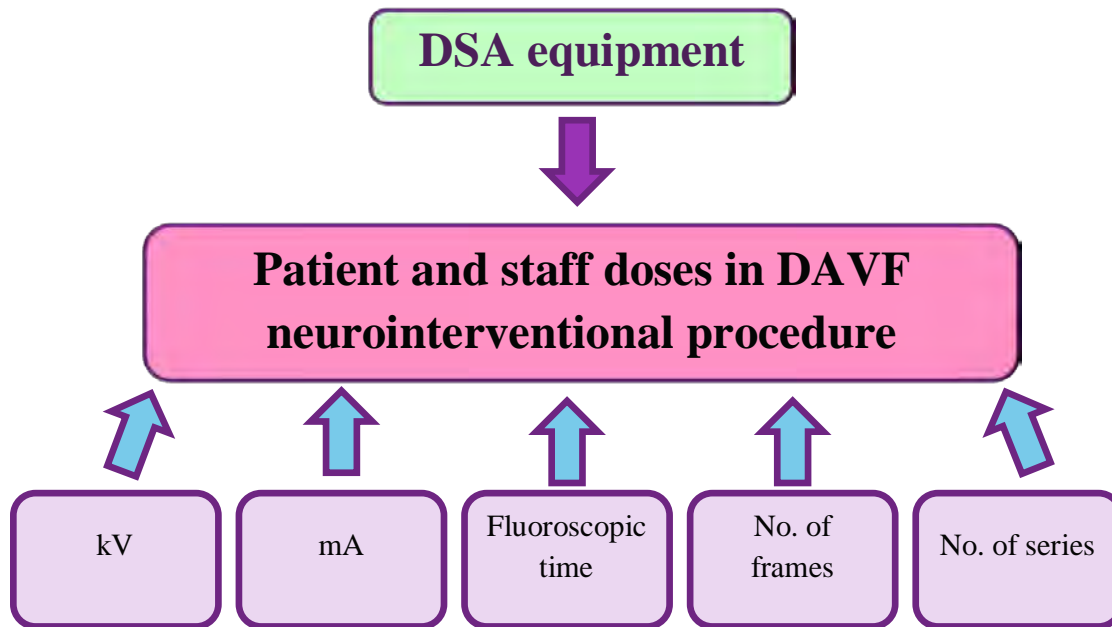 DSA equipment
Patient and staff doses in DAVF
neurointerventional procedure
kV
mA
Fluoroscopic
time
No. of
frames
No. of series